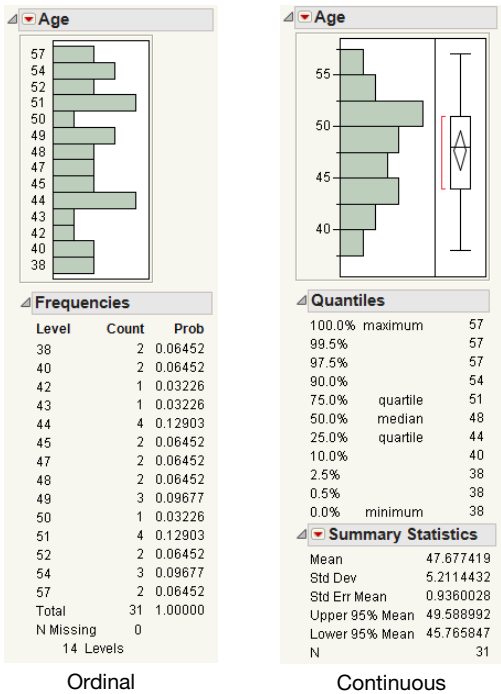 Age
57
54
52
51
50
49
48
47
45
44
43
42
40
38
Frequencies
Level Count Prob
38 2 0.06452
40 2 0.06452
42 1 0.03226
43 1 0.03226
44 4 0.12903
45 2 0.06452
47 2 0.06452
48 2 0.06452
49 3 0.09677
50 1 0.03226
51 4 0.12903
52 2 0.06452
54 3 0.09677
57 2 0.06452
Total 31 1.00000
N Missing 0
14 Levels
Ordinal
Age
55
50
45
40
Quantiles
100.0% maximum 57
99.5% 57
97.5% 57
90.0% 54
75.0% quartile 51
50.0% median 48
25.0% quartile 44
10.0% 40
2.5% 38
0.5% 38
0.0% minimum 38
Summary Statistics
Mean 47.677419
Std Dev 5.2114432
Std Err Mean 0.9360028
Upper 95% Mean 49.588992
Lower 95% Mean 45.765847
N 31
Continuous